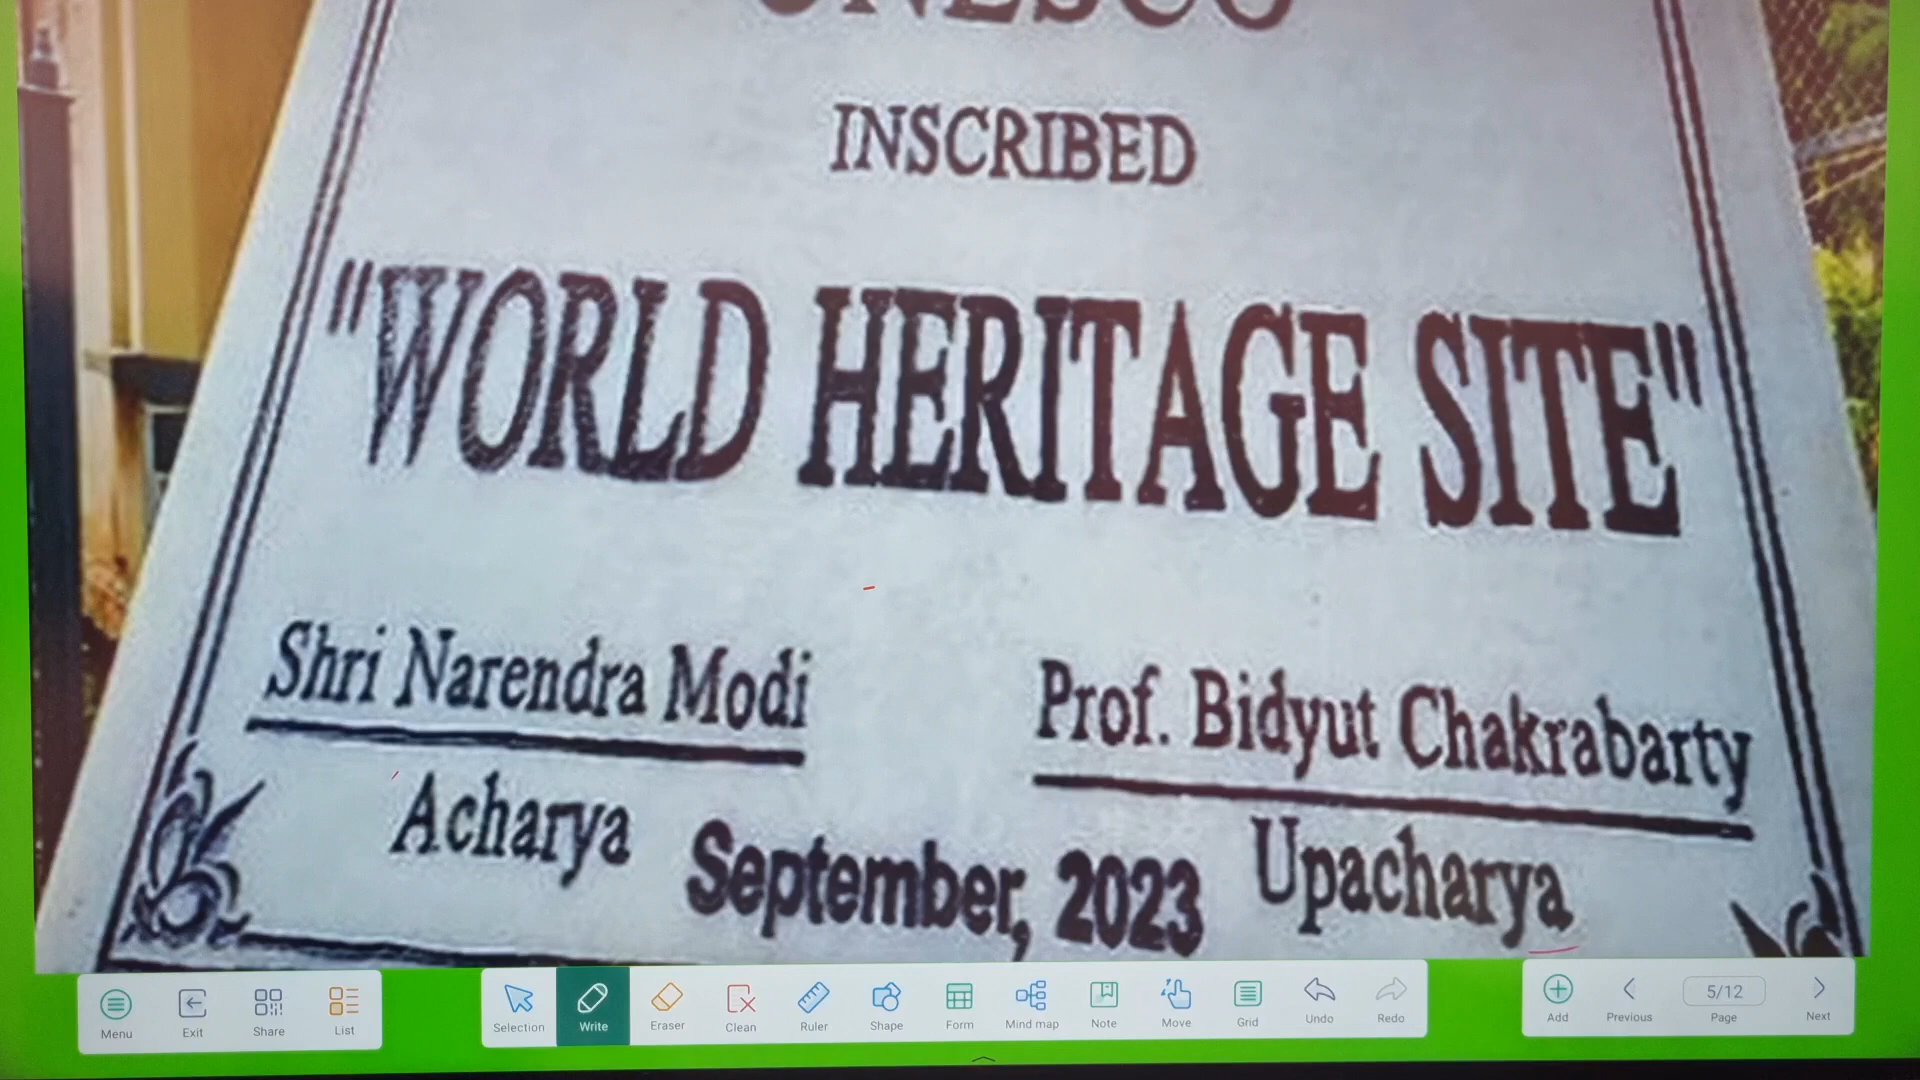 UNESCO
INSCRIBED
"WORLD HERITAGE SITE"
Shri Narendra Modi
Prof. Bidyut Chakrabarty
Acharya
Upacharya
September, 2023
Menu
Exit
Share
List
Selection
Write
Eraser
Clean
Ruler
Shape
Form
Mind map
Note
Move
Grid
Undo
Redo
Add
Previous
5/12
Page
Next